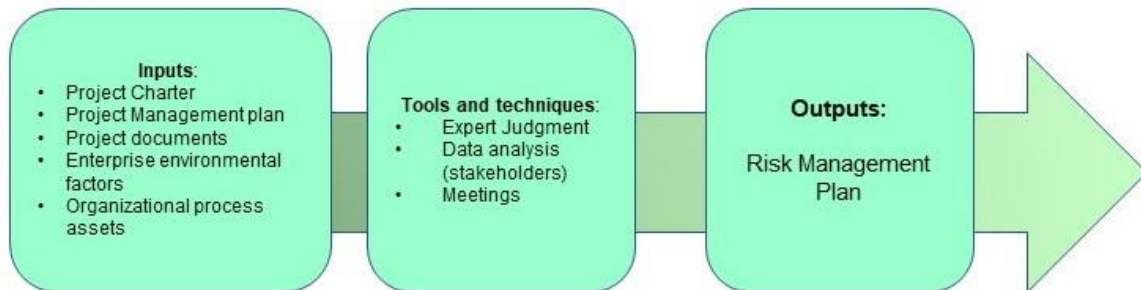 Inputs:
• Project Charter
• Project Management plan
• Project documents
• Enterprise environmental
factors
• Organizational process
assets
Tools and techniques:
• Expert Judgment
• Data analysis
(stakeholders)
• Meetings
Outputs:
Risk Management
Plan